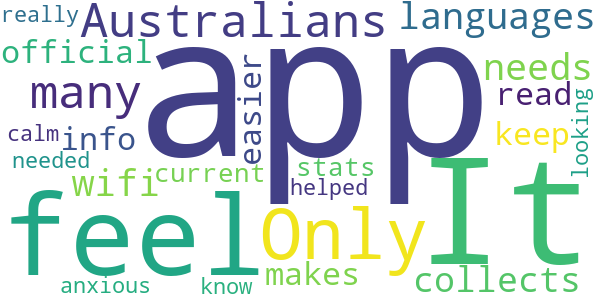 really Australians languages
official app needs
many easier read
calm info keep looking
needed wifi current stats
helped
feel Only It
makes collects
anxious know